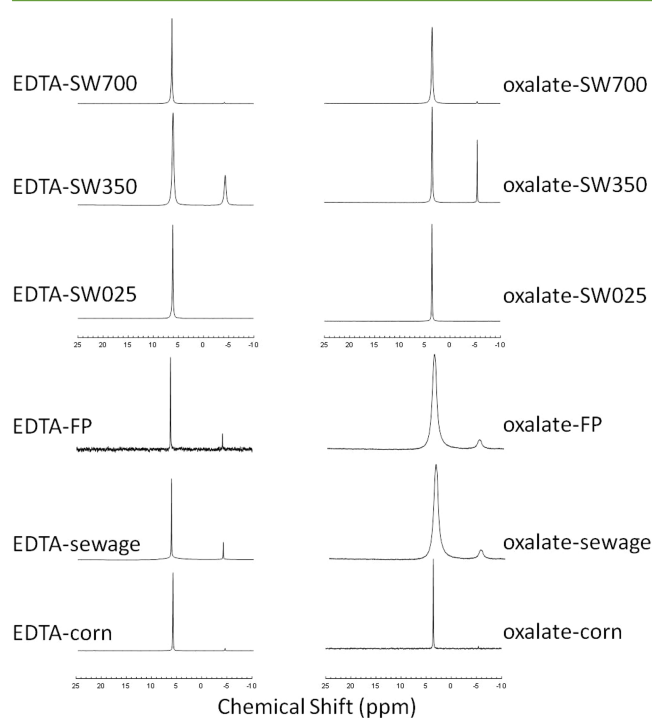 EDTA-SW700 oxalate-SW700
EDTA-SW350 oxalate-SW350
EDTA-SW025 oxalate-SW025
25 20 15 10 5 0 -5 -10 25 20 15 10 5 0 -5 -10
EDTA-FP oxalate-FP
EDTA-sewage oxalate-sewage
EDTA-corn oxalate-corn
25 20 15 10 5 0 -5 -10 25 20 15 10 5 0 -5 -10
Chemical Shift (ppm)